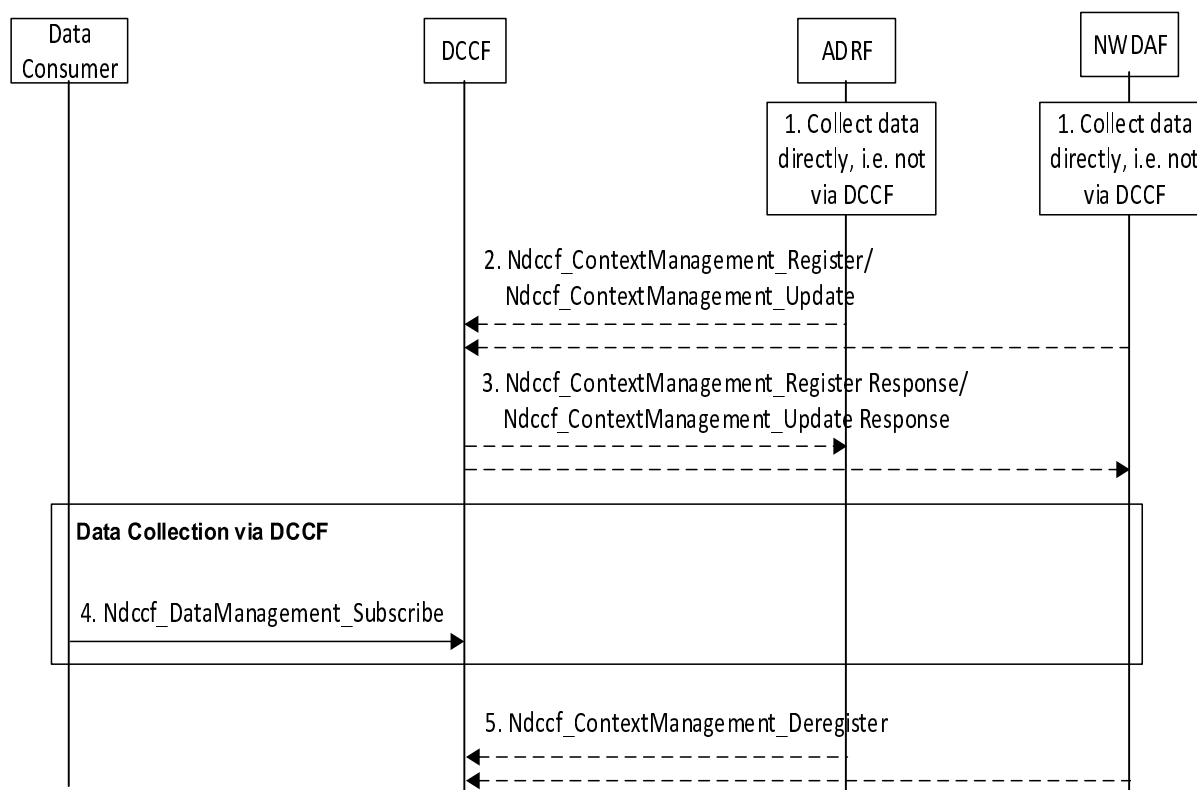 Data
Consumer
DCCF
ADRF
NWDAF
1. Collect data
directly, i.e. not
via DCCF
1. Collect data
directly, i.e. not
via DCCF
2. Ndccf_ContextManagement_Register/
Ndccf_ContextManagement_Update
3. Ndccf_ContextManagement_Register Response/
Ndccf_ContextManagement_Update Response
Data Collection via DCCF
4. Ndccf_DataManagement_Subscribe
5. Ndccf_ContextManagement_Deregister